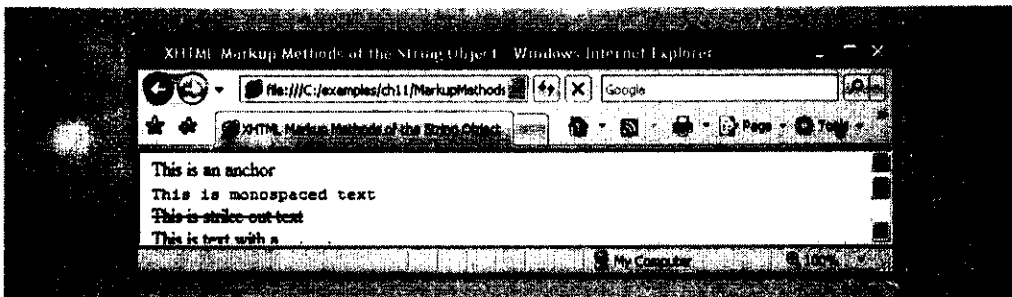 XHTML Markup Methods of the String Object - Windows Internet Explorer
file:///C:/examples/ch11/MarkupMethods
Google
XHTML Markup Methods of the String Object
Page
Tools
This is an anchor
This is monospaced text
This is strike-out text
This is text with a
My Computer
100%